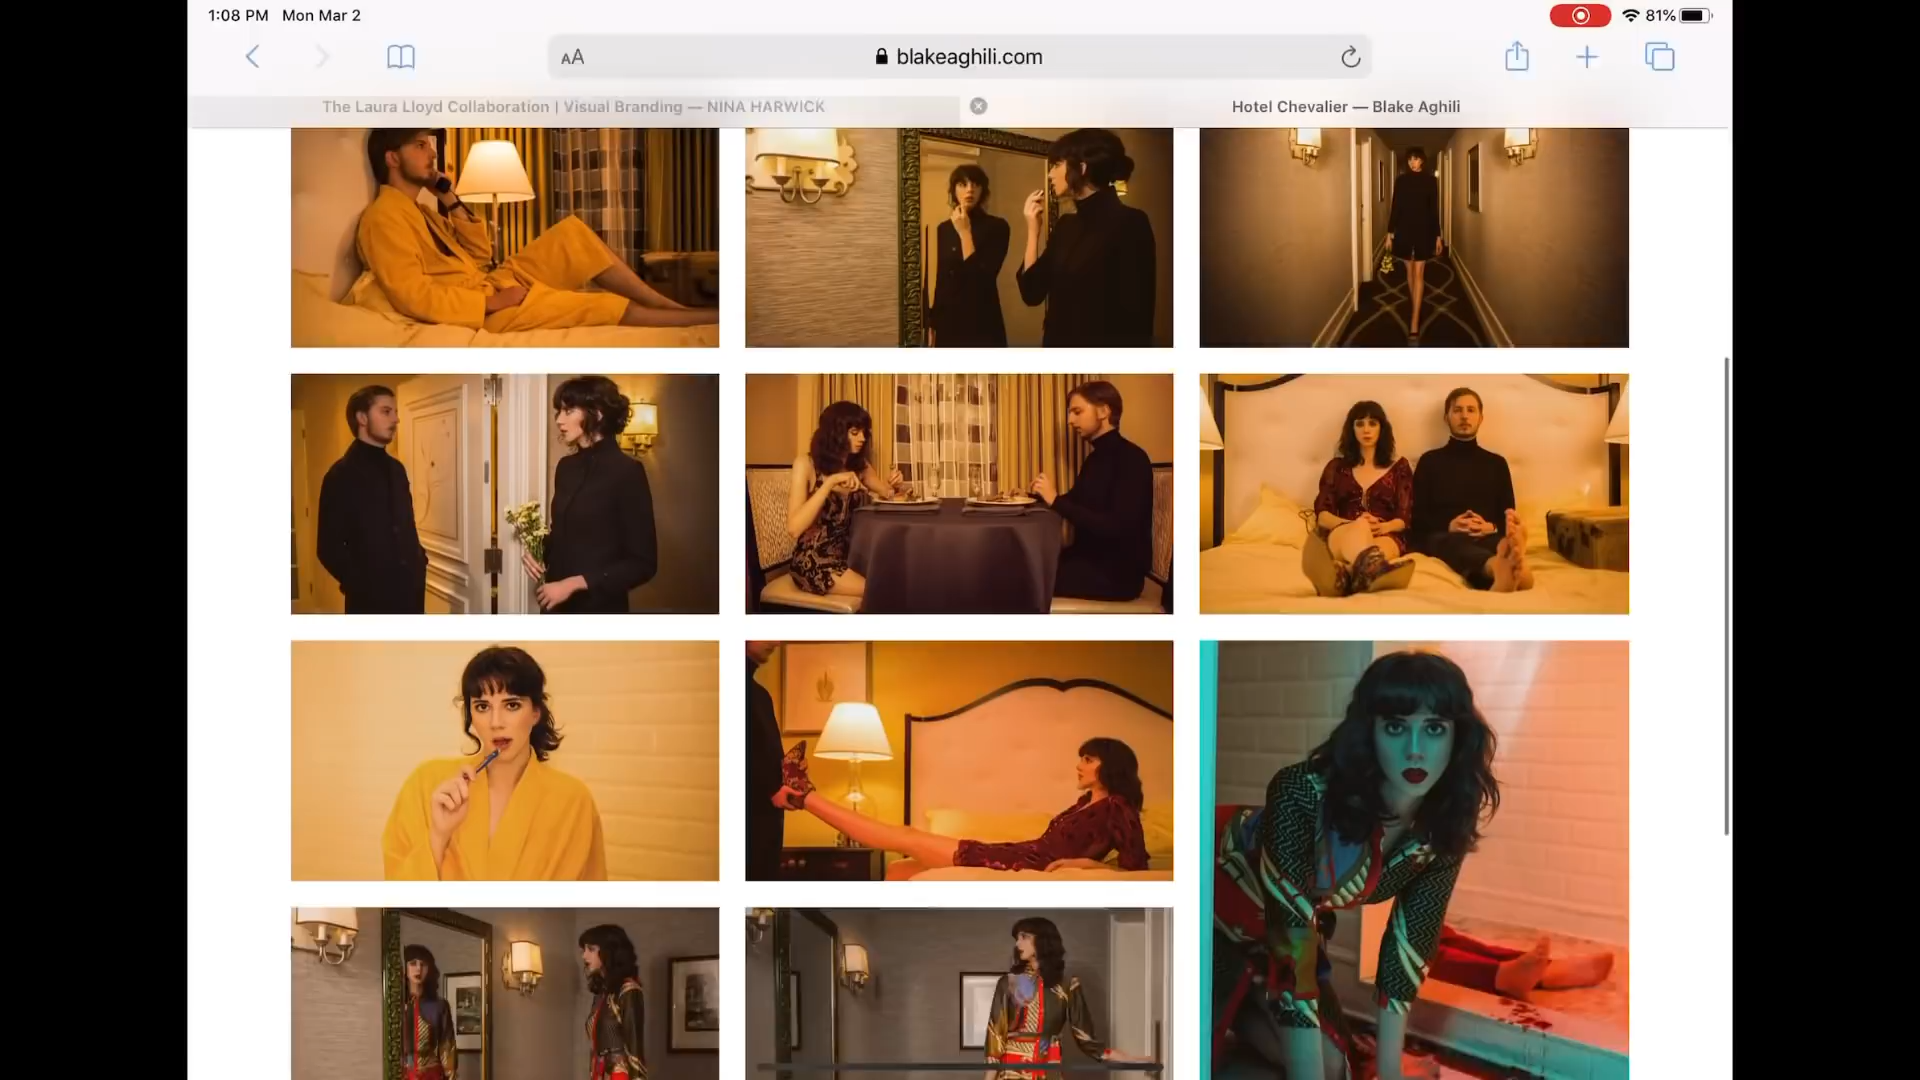 1:08 PM Mon Mar 2
81%
AA
blakeaghili.com
The Laura Lloyd Collaboration | Visual Branding — NINA HARWICK
Hotel Chevalier — Blake Aghili